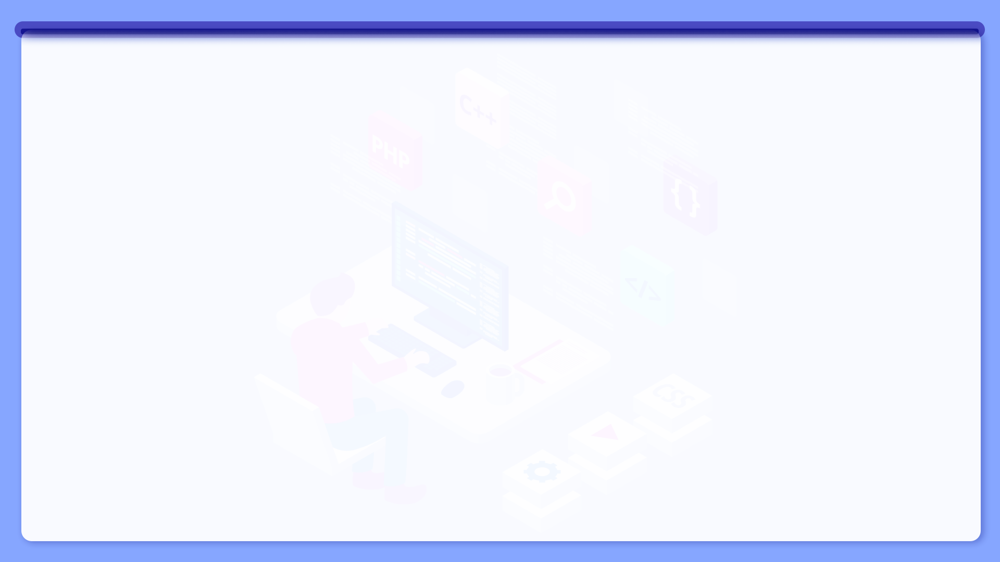 C++
PHP
{ }
</>
CSS